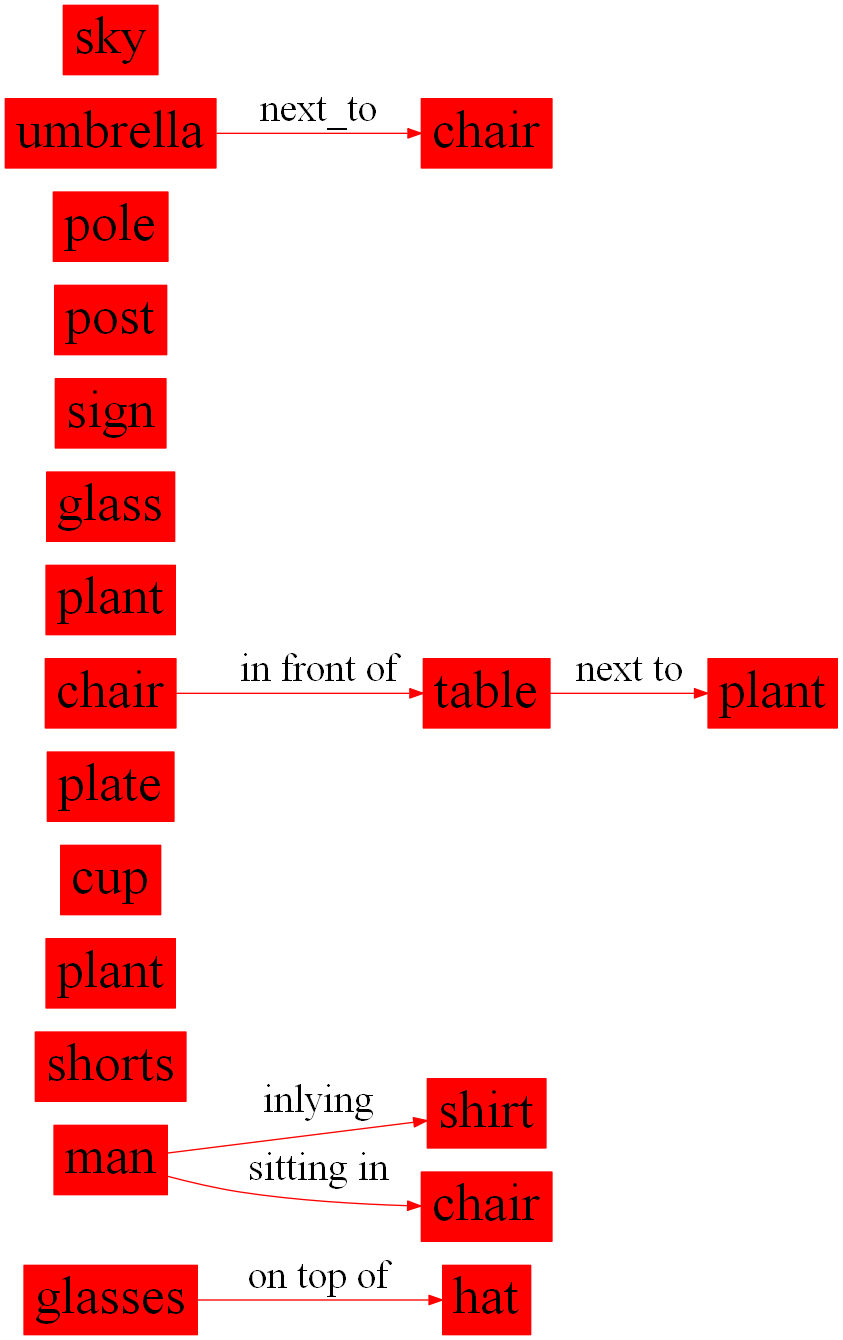 sky
umbrella next_to chair
pole
post
sign
glass
plant
chair in front of table next to plant
plate
cup
plant
shorts
inlying shirt
man
sitting in chair
glasses on top of hat